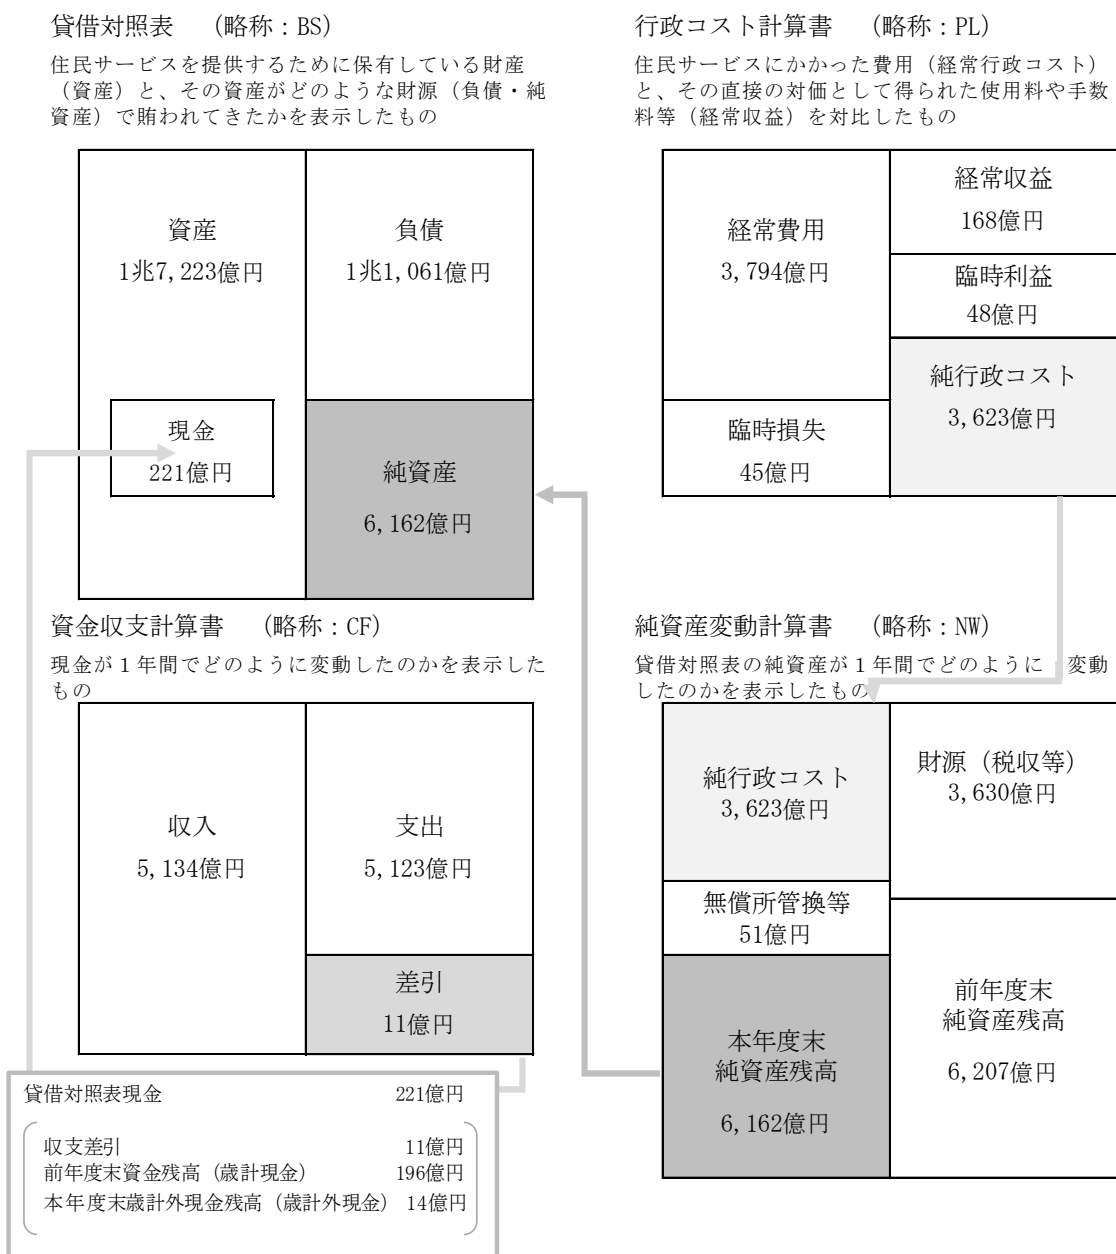 貸借対照表　（略称：BS）
住民サービスを提供するために保有している財産
（資産）と、その資産がどのような財源（負債・純
資産）で賄われてきたかを表示したもの
資産
1兆7,223億円
負債
1兆1,061億円
現金
221億円
純資産
6,162億円
行政コスト計算書　（略称：PL）
住民サービスにかかった費用（経常行政コスト）
と、その直接の対価として得られた使用料や手数
料等（経常収益）を対比したもの
経常費用
3,794億円
経常収益
168億円
臨時利益
48億円
純行政コスト
3,623億円
臨時損失
45億円
資金収支計算書　（略称：CF）
現金が１年間でどのように変動したのかを表示した
もの
収入
5,134億円
支出
5,123億円
差引
11億円
貸借対照表現金　221億円
収支差引　11億円
前年度末資金残高（歳計現金）　196億円
本年度末歳計外現金残高（歳計外現金）　14億円
純資産変動計算書　（略称：NW）
貸借対照表の純資産が１年間でどのように　変動
したのかを表示したもの
純行政コスト
3,623億円
財源（税収等）
3,630億円
無償所管換等
51億円
前年度末
純資産残高
6,207億円
本年度末
純資産残高
6,162億円